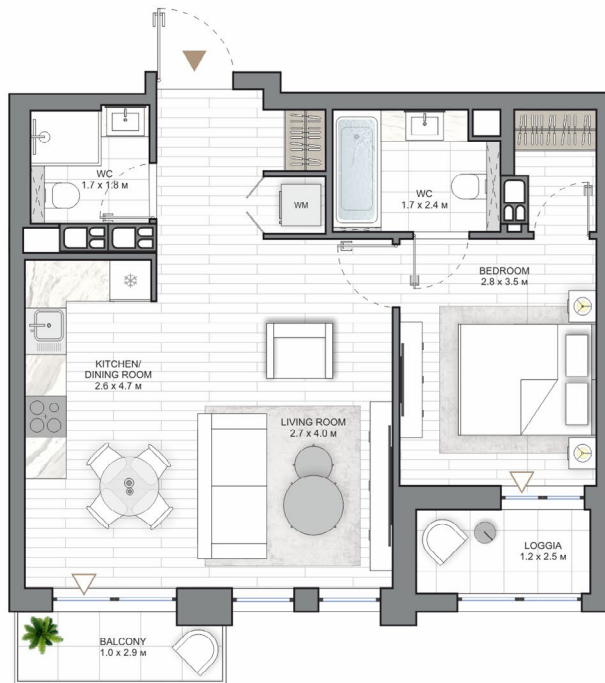 WC
1.7 x 1.8 м
WM
WC
1.7 x 2.4 м
BEDROOM
2.8 x 3.5 м
KITCHEN/
DINING ROOM
2.6 x 4.7 м
LIVING ROOM
2.7 x 4.0 м
LOGGIA
1.2 x 2.5 м
BALCONY
1.0 x 2.9 м